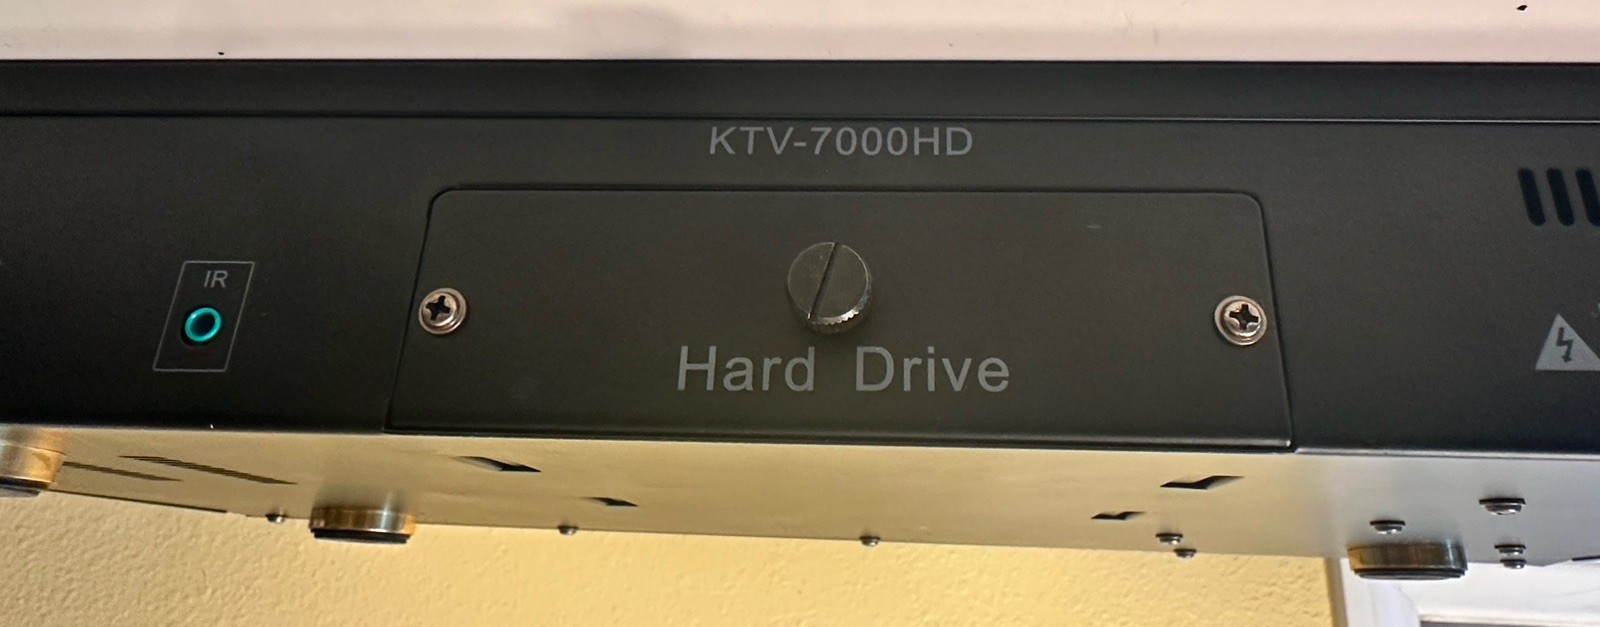 KTV-7000HD
IR
Hard Drive